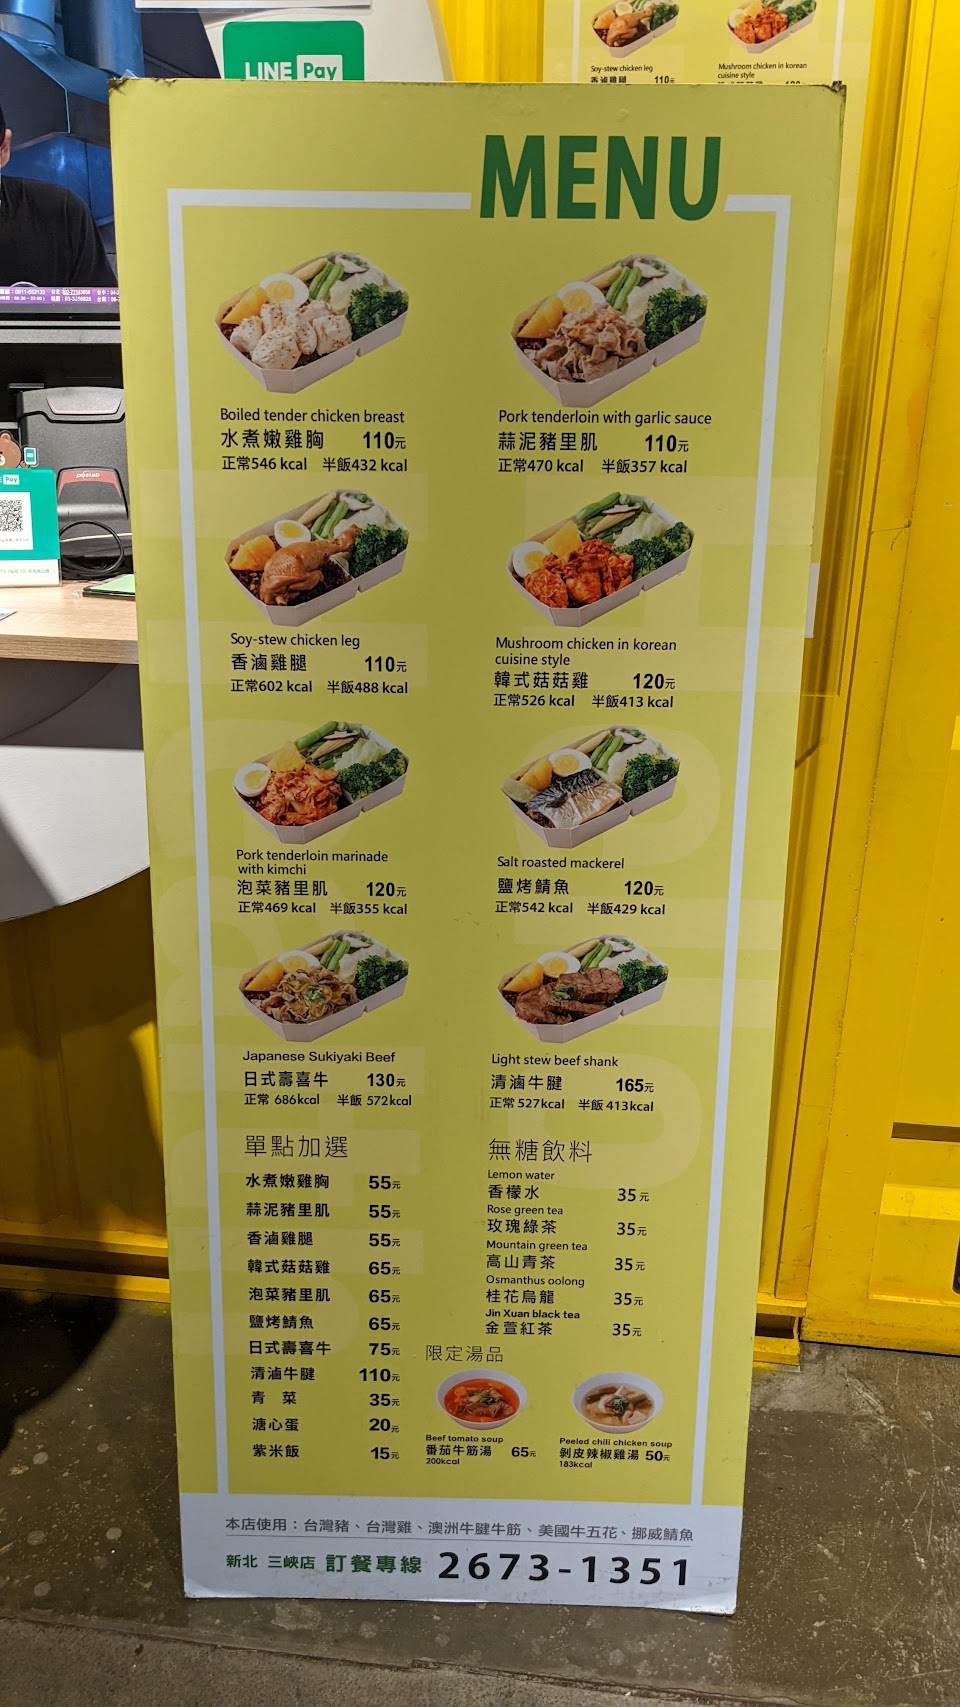 LINE Pay
Soy-stew chicken leg
香滷雞腿 110元
Mushroom chicken in korean
cuisine style
MENU
Boiled tender chicken breast
水煮嫩雞胸 110元
正常546 kcal 半飯432 kcal
Pork tenderloin with garlic sauce
蒜泥豬里肌 110元
正常470 kcal 半飯357 kcal
Soy-stew chicken leg
香滷雞腿 110元
正常602 kcal 半飯488 kcal
Mushroom chicken in korean
cuisine style
韓式菇菇雞 120元
正常526 kcal 半飯413 kcal
Pork tenderloin marinade
with kimchi
泡菜豬里肌 120元
正常469 kcal 半飯355 kcal
Salt roasted mackerel
鹽烤鯖魚 120元
正常542 kcal 半飯429 kcal
Japanese Sukiyaki Beef
日式壽喜牛 130元
正常 686kcal 半飯 572kcal
Light stew beef shank
清滷牛腱 165元
正常 527kcal 半飯 413kcal
單點加選
水煮嫩雞胸 55元
蒜泥豬里肌 55元
香滷雞腿 55元
韓式菇菇雞 65元
泡菜豬里肌 65元
鹽烤鯖魚 65元
日式壽喜牛 75元
清滷牛腱 110元
青 菜 35元
溏心蛋 20元
紫米飯 15元
無糖飲料
Lemon water
香檬水 35元
Rose green tea
玫瑰綠茶 35元
Mountain green tea
高山青茶 35元
Osmanthus oolong
桂花烏龍 35元
Jin Xuan black tea
金萱紅茶 35元
限定湯品
Beef tomato soup
番茄牛筋湯 65元
200kcal
Peeled chili chicken soup
剝皮辣椒雞湯 50元
183kcal
本店使用：台灣豬、台灣雞、澳洲牛腱牛筋、美國牛五花、挪威鯖魚
新北 三峽店 訂餐專線 2673-1351
Pay
poslab